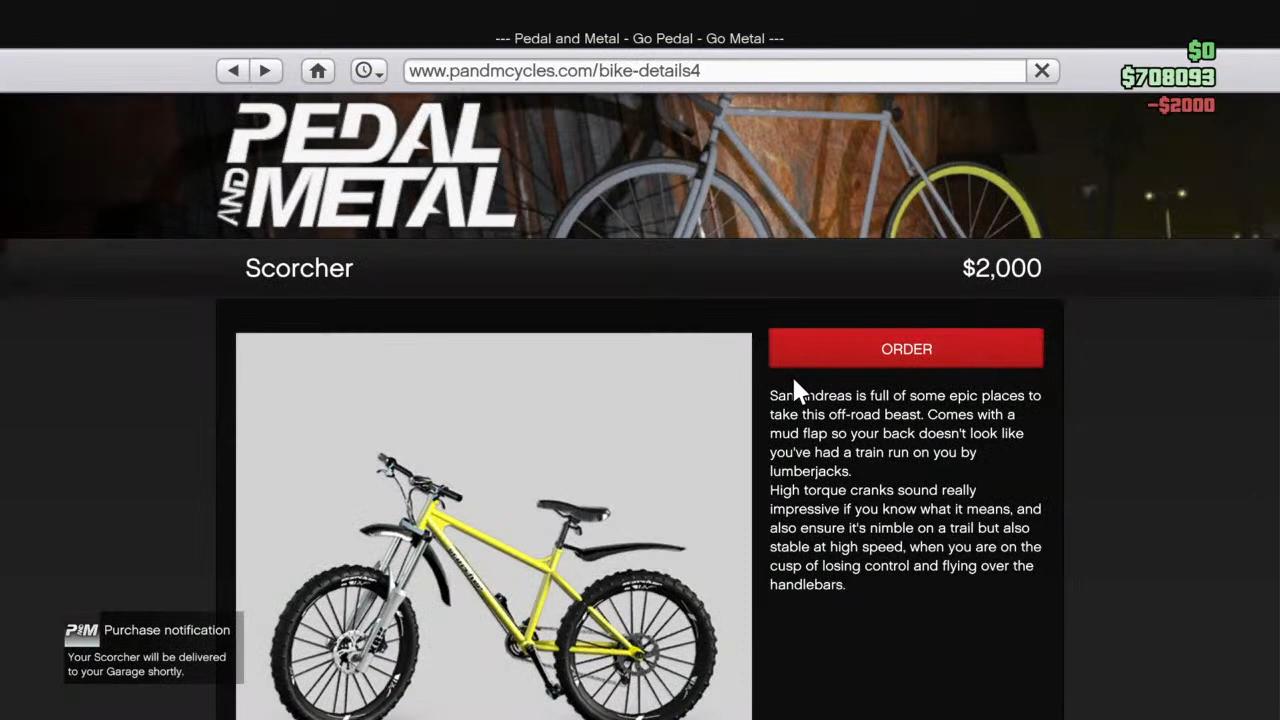 --- Pedal and Metal - Go Pedal - Go Metal ---
www.pandmcycles.com/bike-details4
$0
$708093
-$2000
PEDAL
AND METAL
Scorcher
$2,000
ORDER
San Andreas is full of some epic places to
take this off-road beast. Comes with a
mud flap so your back doesn't look like
you've had a train run on you by
lumberjacks.
High torque cranks sound really
impressive if you know what it means, and
also ensure it's nimble on a trail but also
stable at high speed, when you are on the
cusp of losing control and flying over the
handlebars.
P&M Purchase notification
Your Scorcher will be delivered
to your Garage shortly.